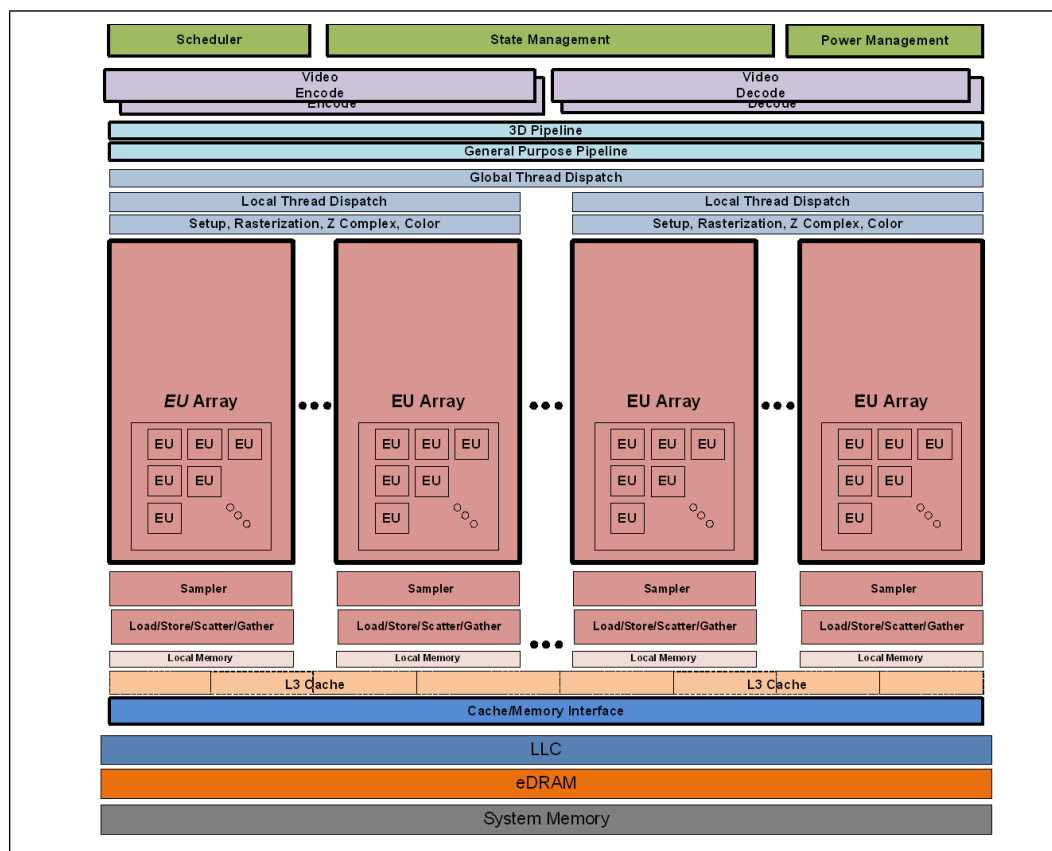 Scheduler
State Management
Power Management
Video
Encode
Encode
Video
Decode
Decode
3D Pipeline
General Purpose Pipeline
Global Thread Dispatch
Local Thread Dispatch
Local Thread Dispatch
Setup, Rasterization, Z Complex, Color
Setup, Rasterization, Z Complex, Color
EU Array
EU Array
EU Array
EU Array
EU EU EU
EU EU EU
EU EU EU
EU EU EU
EU EU
EU EU
EU EU
EU EU
EU
EU
EU
EU
Sampler
Sampler
Sampler
Sampler
Load/Store/Scatter/Gather
Load/Store/Scatter/Gather
Load/Store/Scatter/Gather
Load/Store/Scatter/Gather
Local Memory
Local Memory
Local Memory
Local Memory
L3 Cache
L3 Cache
Cache/Memory Interface
LLC
eDRAM
System Memory